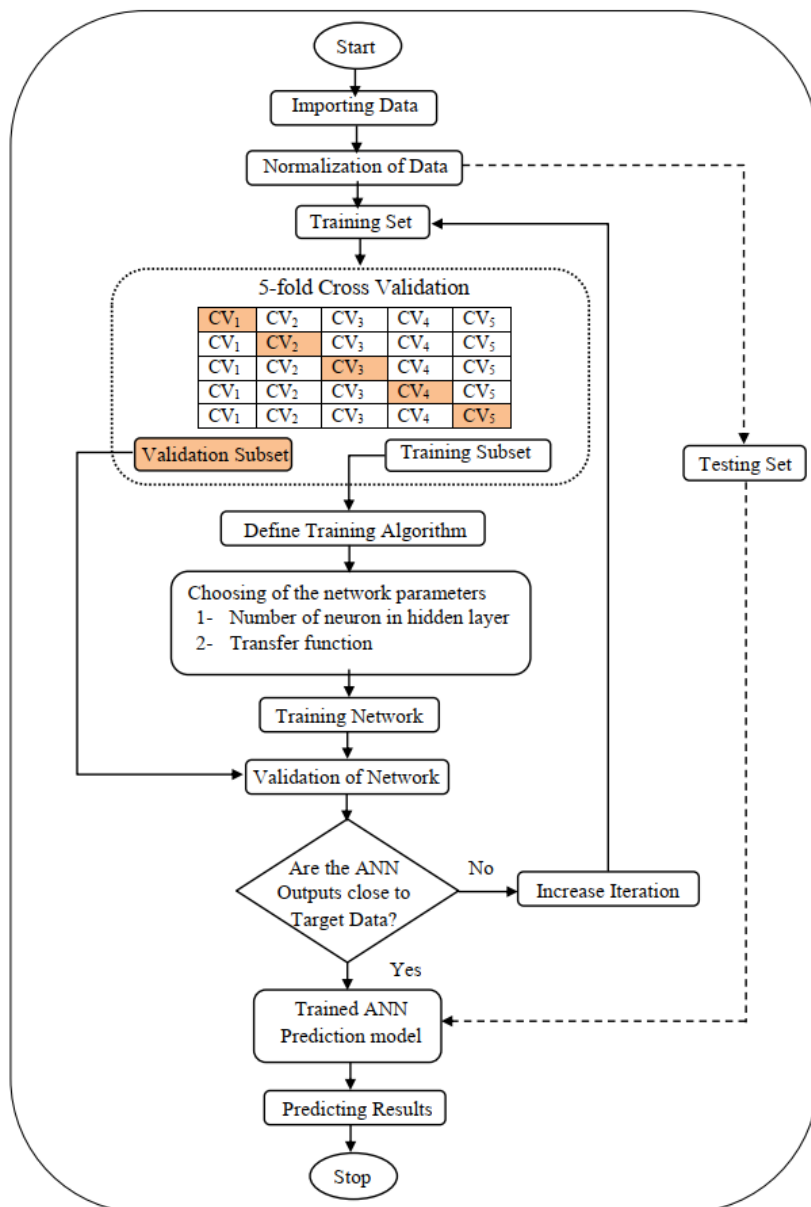 Start
Importing Data
Normalization of Data
Training Set
5-fold Cross Validation
CV₁ CV₂ CV₃ CV₄ CV₅
CV₁ CV₂ CV₃ CV₄ CV₅
CV₁ CV₂ CV₃ CV₄ CV₅
CV₁ CV₂ CV₃ CV₄ CV₅
CV₁ CV₂ CV₃ CV₄ CV₅
Validation Subset
Training Subset
Testing Set
Define Training Algorithm
Choosing of the network parameters
1- Number of neuron in hidden layer
2- Transfer function
Training Network
Validation of Network
Are the ANN
Outputs close to
Target Data?
No
Increase Iteration
Yes
Trained ANN
Prediction model
Predicting Results
Stop